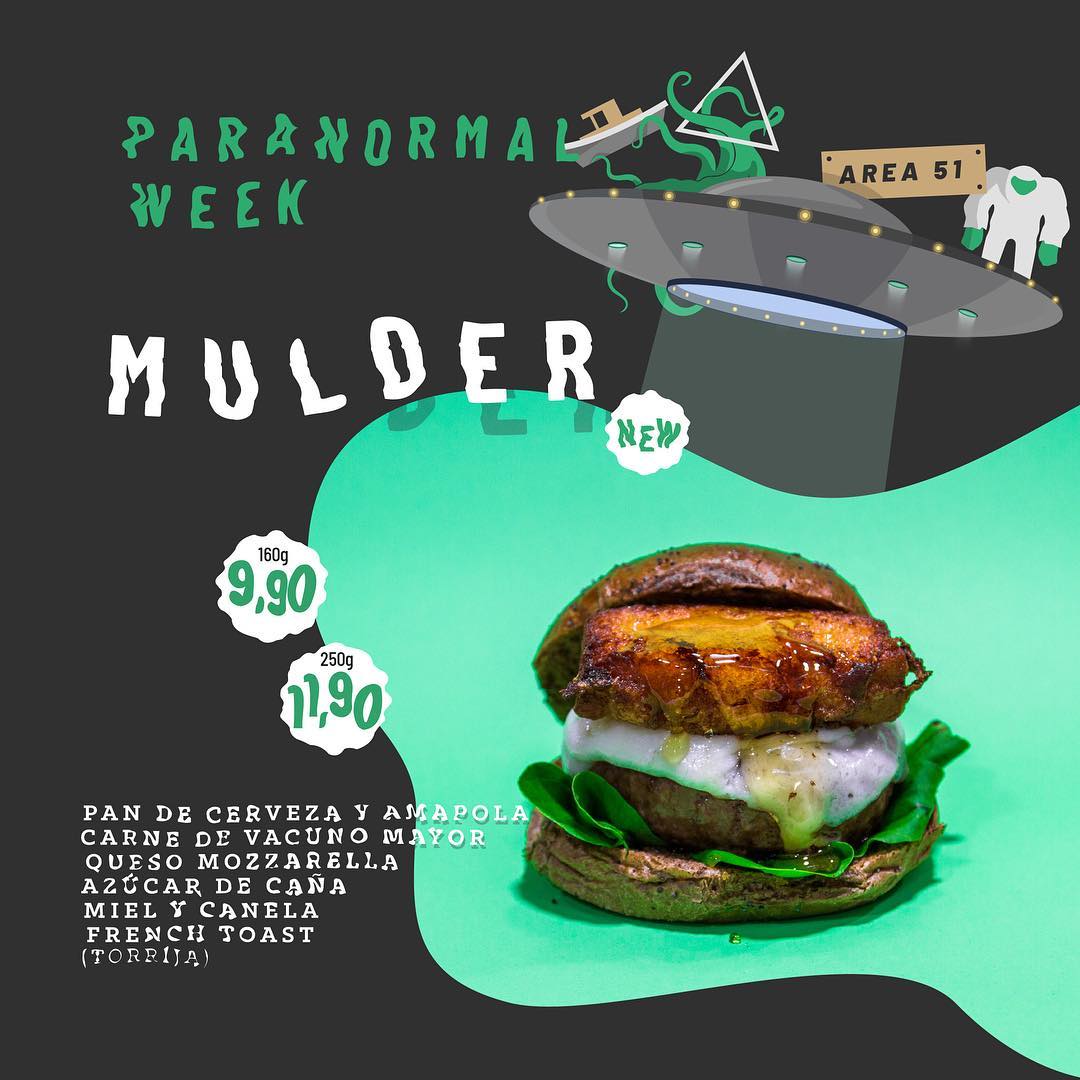 PARANORMAL
WEEK
AREA 51
MULDER
NEW
160g
9,90
250g
11,90
PAN DE CERVEZA Y AMAPOLA
CARNE DE VACUNO MAYOR
QUESO MOZZARELLA
AZÚCAR DE CAÑA
MIEL Y CANELA
FRENCH TOAST
(TORRIJA)